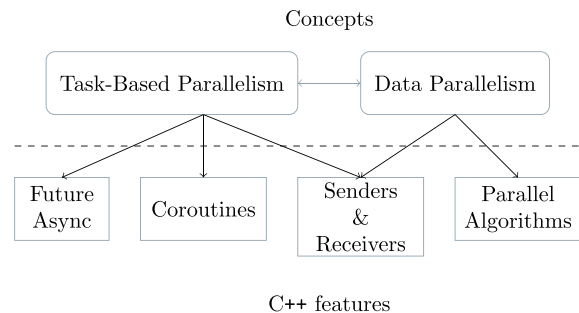 Concepts
Task-Based Parallelism
Data Parallelism
Future
Async
Coroutines
Senders
&
Receivers
Parallel
Algorithms
C++ features